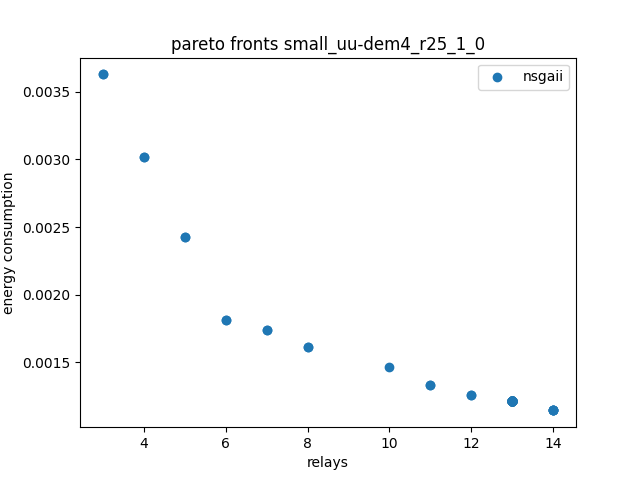 pareto fronts small_uu-dem4_r25_1_0
nsgaii
energy consumption
0.0035
0.0030
0.0025
0.0020
0.0015
4 6 8 10 12 14
relays